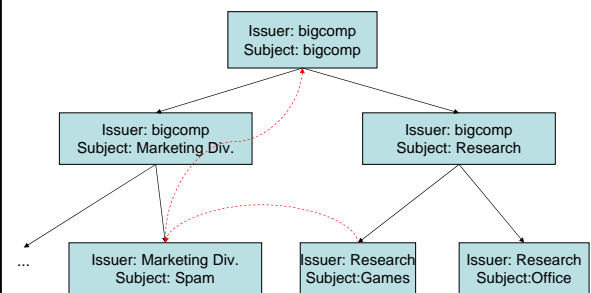 Issuer: bigcomp
Subject: bigcomp
Issuer: bigcomp
Subject: Marketing Div.
Issuer: bigcomp
Subject: Research
...
Issuer: Marketing Div.
Subject: Spam
Issuer: Research
Subject:Games
Issuer: Research
Subject:Office